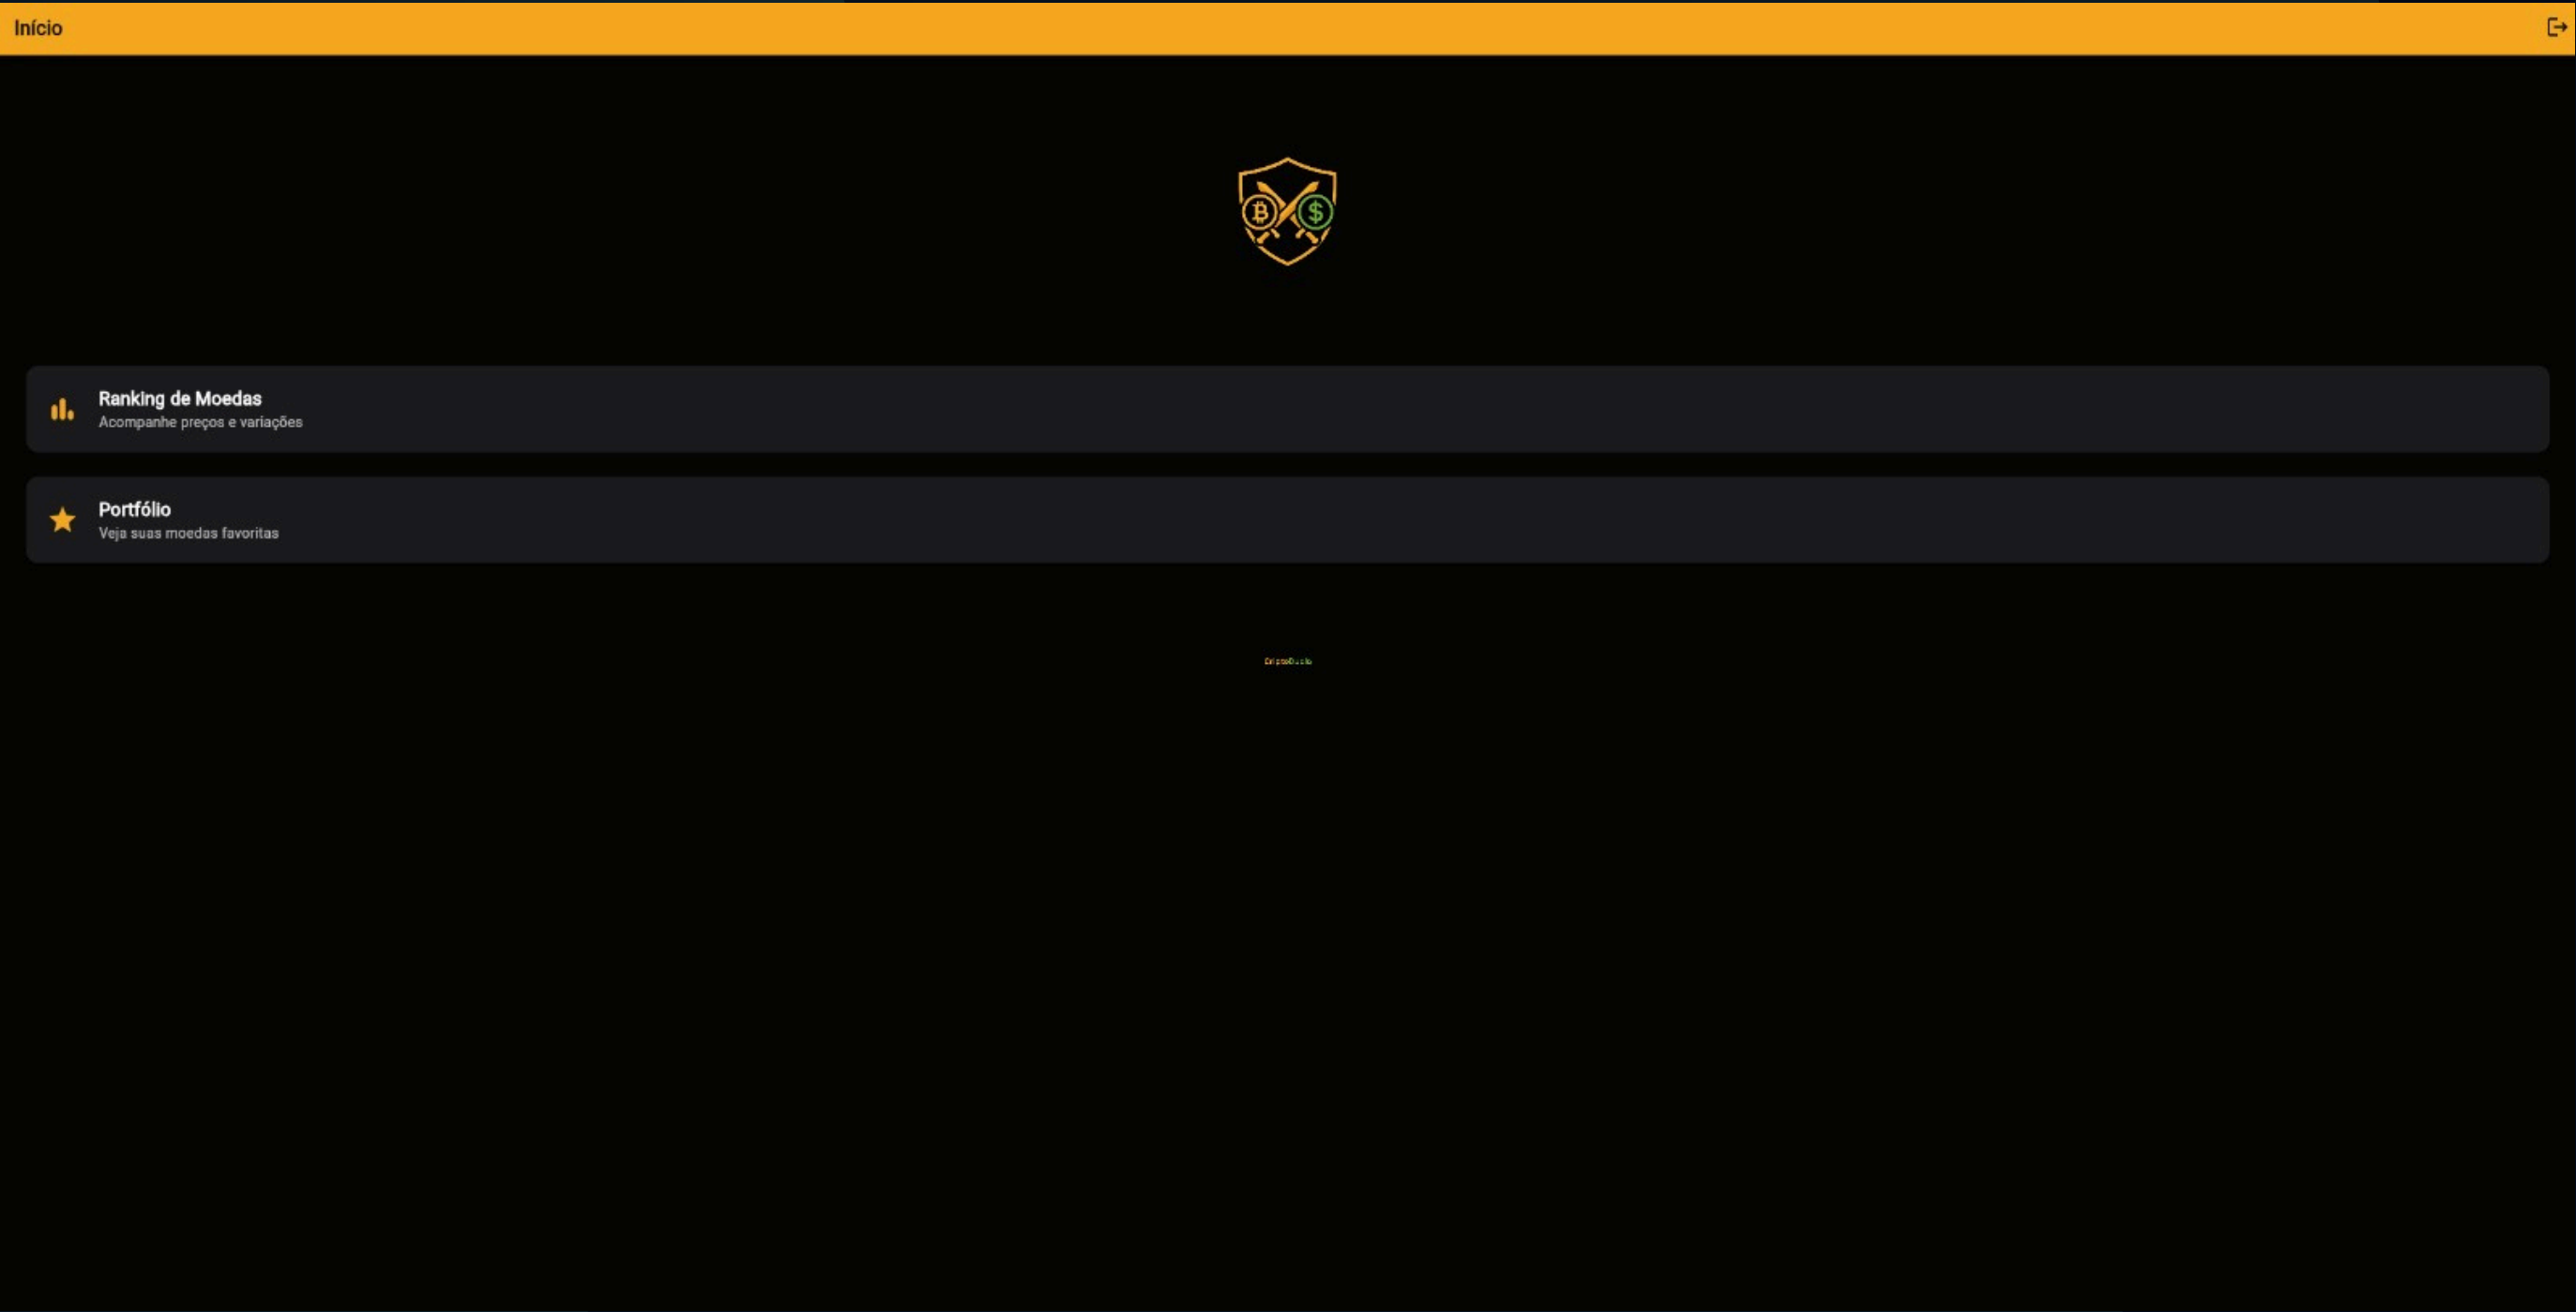 Início
Ranking de Moedas
Acompanhe preços e variações
Portfólio
Veja suas moedas favoritas